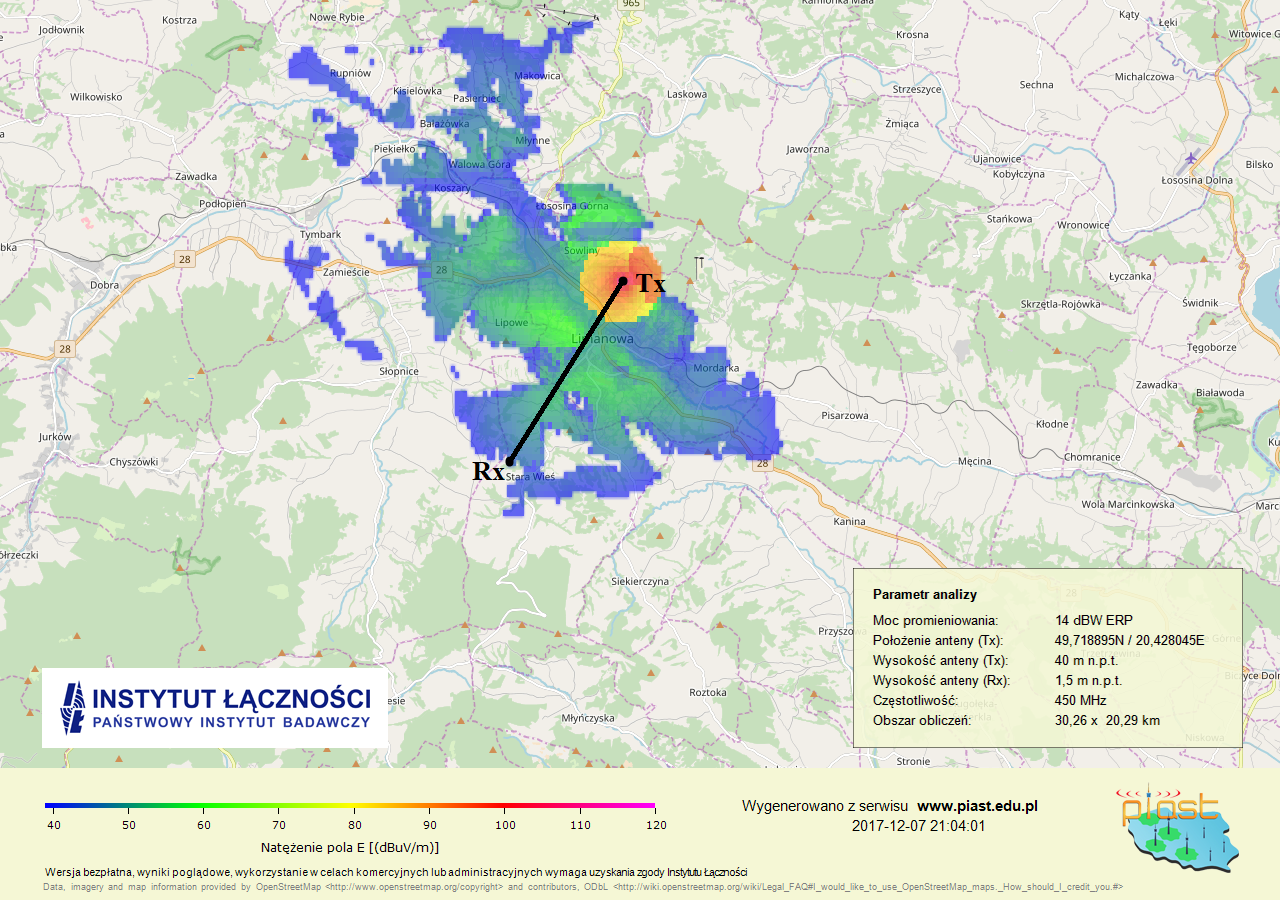 965
Kąty
Łęki
Kostrza
Nowe Rybie
Jodłownik
Krosna
Witowice G
Makowica
Rupniów
Michalczowa
Kisielówka
Sechna
Strzeszyce
Wilkowisko
Pasierbiec
Laskowa
Bałażówka
Żmiąca
Młynne
Piekiełko
Jaworzna
Ujanowice
Walowa Góra
Bilsko
Zawadka
Kobylczyna
Łososina Dolna
Koszary
Podłopień
Łososina Górna
Stańkowa
Wronowice
Tymbark
Sowliny
28
28
Zamieście
Tx
Łyczanka
Dobra
Skrzętla-Rojówka
Świdnik
Lipowe
Limanowa
28
Tęgoborze
Słopnice
Mordarka
Zawadka
Białawoda
Pisarzowa
Kłodne
Jurków
Chyszówki
Męcina
Chomranice
28
Rx
Stara Wieś
Wola Marcinkowska
Kanina
Siekierczyna
Roztoka
Młyńczyska
Stronie
Parametr analizy
Moc promieniowania: 14 dBW ERP
Położenie anteny (Tx): 49,718895N / 20,428045E
Wysokość anteny (Tx): 40 m n.p.t.
Wysokość anteny (Rx): 1,5 m n.p.t.
Częstotliwość: 450 MHz
Obszar obliczeń: 30,26 x 20,29 km
INSTYTUT ŁĄCZNOŚCI
PAŃSTWOWY INSTYTUT BADAWCZY
piast
Wygenerowano z serwisu www.piast.edu.pl
2017-12-07 21:04:01
40 50 60 70 80 90 100 110 120
Natężenie pola E [(dBuV/m)]
Wersja bezpłatna, wyniki poglądowe, wykorzystanie w celach komercyjnych lub administracyjnych wymaga uzyskania zgody Instytutu Łączności
Data, imagery and map information provided by OpenStreetMap <http://www.openstreetmap.org/copyright> and contributors, ODbL <http://wiki.openstreetmap.org/wiki/Legal_FAQ#I_would_like_to_use_OpenStreetMap_maps._How_should_I_credit_you.#>